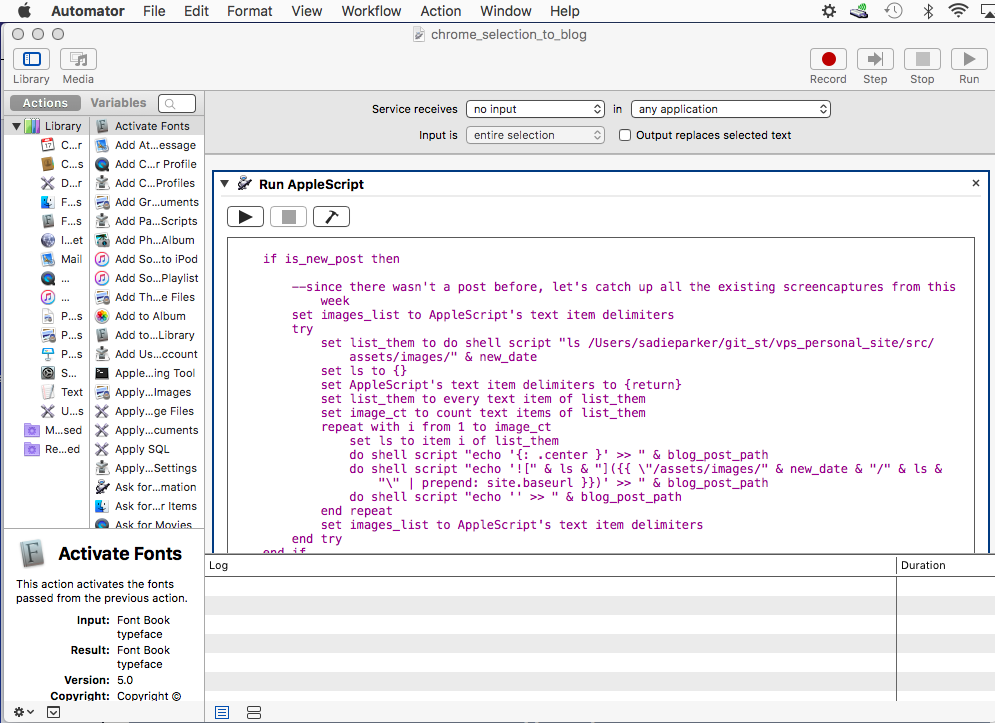 Automator File Edit Format View Workflow Action Window Help
chrome_selection_to_blog
Library Media Record Step Stop Run
Actions Variables
Service receives no input in any application
Input is entire selection Output replaces selected text
Library
17 C...r
C...s
D...r
F...s
F...s
I...et
Mail
...
...
P...s
P...s
P...s
S...
Text
U...s
M...sed
Re...ed
Activate Fonts
Add At...essage
Add C...r Profile
Add C...Profiles
Add Gr...uments
Add Pa...Scripts
Add Ph...Album
Add So...to iPod
Add So...Playlist
Add Th...e Files
Add to Album
Add to...Library
Add Us...ccount
Apple...ing Tool
Apply...Images
Apply...ge Files
Apply...cuments
Apply SQL
Apply...Settings
Ask for...mation
Ask for...r Items
Ask for Movies
Run AppleScript
if is_new_post then
--since there wasn't a post before, let's catch up all the existing screencaptures from this
week
set images_list to AppleScript's text item delimiters
try
set list_them to do shell script "ls /Users/sadieparker/git_st/vps_personal_site/src/
assets/images/" & new_date
set ls to {}
set AppleScript's text item delimiters to {return}
set list_them to every text item of list_them
set image_ct to count text items of list_them
repeat with i from 1 to image_ct
set ls to item i of list_them
do shell script "echo '{: .center }' >> " & blog_post_path
do shell script "echo '![" & ls & "]({{ \"/assets/images/" & new_date & "/" & ls &
"\" | prepend: site.baseurl }})' >> " & blog_post_path
do shell script "echo '' >> " & blog_post_path
end repeat
set images_list to AppleScript's text item delimiters
end try
end if
Activate Fonts
This action activates the fonts
passed from the previous action.
Input: Font Book
typeface
Result: Font Book
typeface
Version: 5.0
Copyright: Copyright ©
Log Duration